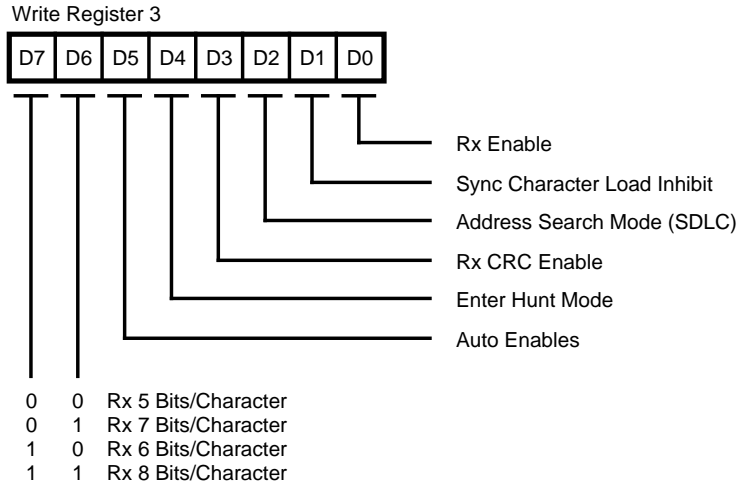 Write Register 3
D7 D6 D5 D4 D3 D2 D1 D0
Rx Enable
Sync Character Load Inhibit
Address Search Mode (SDLC)
Rx CRC Enable
Enter Hunt Mode
Auto Enables
0 0 Rx 5 Bits/Character
0 1 Rx 7 Bits/Character
1 0 Rx 6 Bits/Character
1 1 Rx 8 Bits/Character